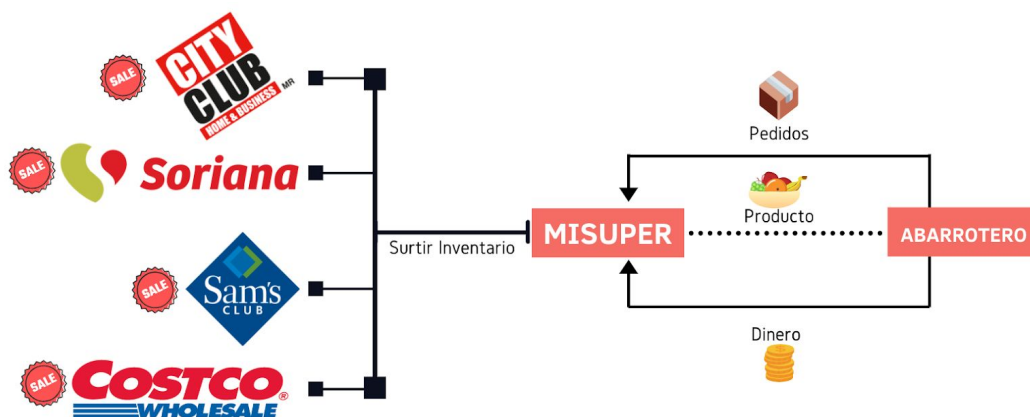 SALE
CITY
CLUB
MR
HOME & BUSINESS
SALE
Soriana
SALE
Sam's
CLUB
SALE
COSTCO
®
WHOLESALE
Surtir Inventario
Pedidos
MISUPER
Producto
ABARROTERO
Dinero